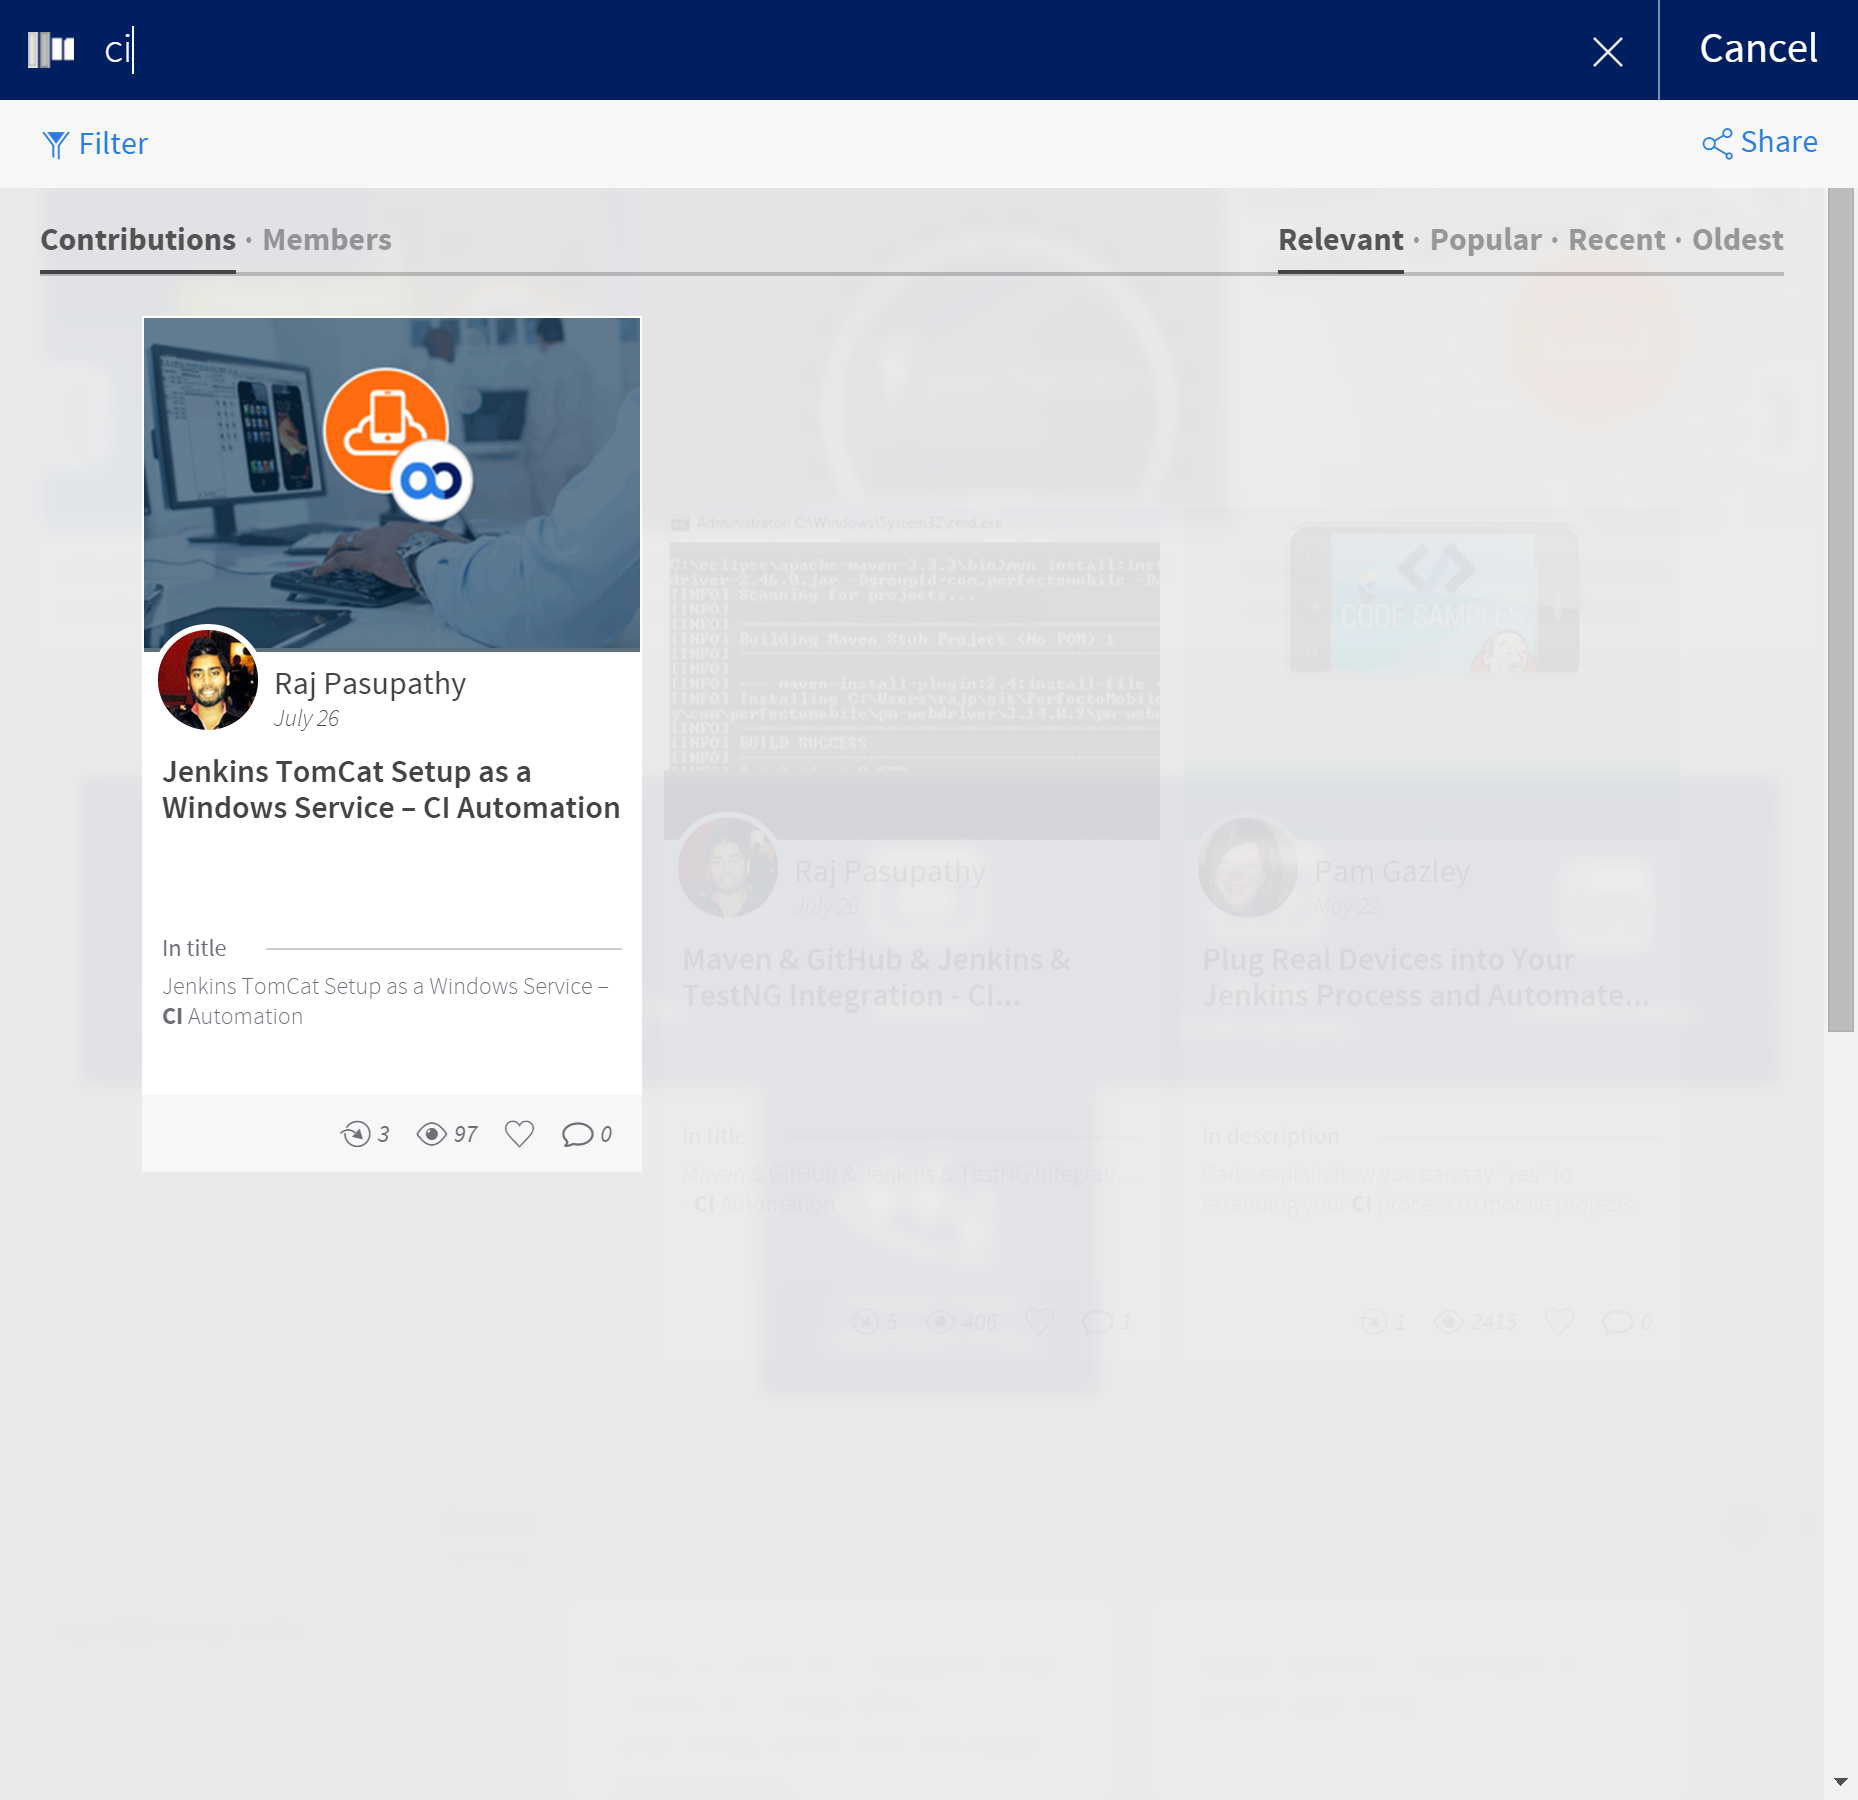 ci
Cancel
Filter
Share
Contributions · Members
Relevant · Popular · Recent · Oldest
Raj Pasupathy
July 26
Jenkins TomCat Setup as a
Windows Service – CI Automation
In title
Jenkins TomCat Setup as a Windows Service –
CI Automation
3 97 0
Administrator: C:\Windows\System32\cmd.exe
C:\eclipse\apache-maven-3.3.3\bin>mvn install:inst
driver-2.46.0.jar -DgroupId=com.perfectomobile -Da
[INFO] Scanning for projects...
[INFO]
[INFO]
[INFO] Building Maven Stub Project (No POM) 1
[INFO]
[INFO]
[INFO] --- maven-install-plugin:2.4:install-file
[INFO] Installing C:\Users\rajp\git\PerfectoMobile
y\com\perfectomobile\pm-webdriver\3.14.0.9\pm-webd
[INFO]
[INFO] BUILD SUCCESS
[INFO]
Raj Pasupathy
July 26
Maven & GitHub & Jenkins &
TestNG Integration - CI...
In title
Maven & GitHub & Jenkins & TestNG Integrati...
- CI Automation
5 406 1
CODE SAMPLES
Pam Gazley
May 22
Plug Real Devices into Your
Jenkins Process and Automate...
In description
Carlo explain how you can say "yes" to
extending your CI process to mobile projects.
1 2415 0